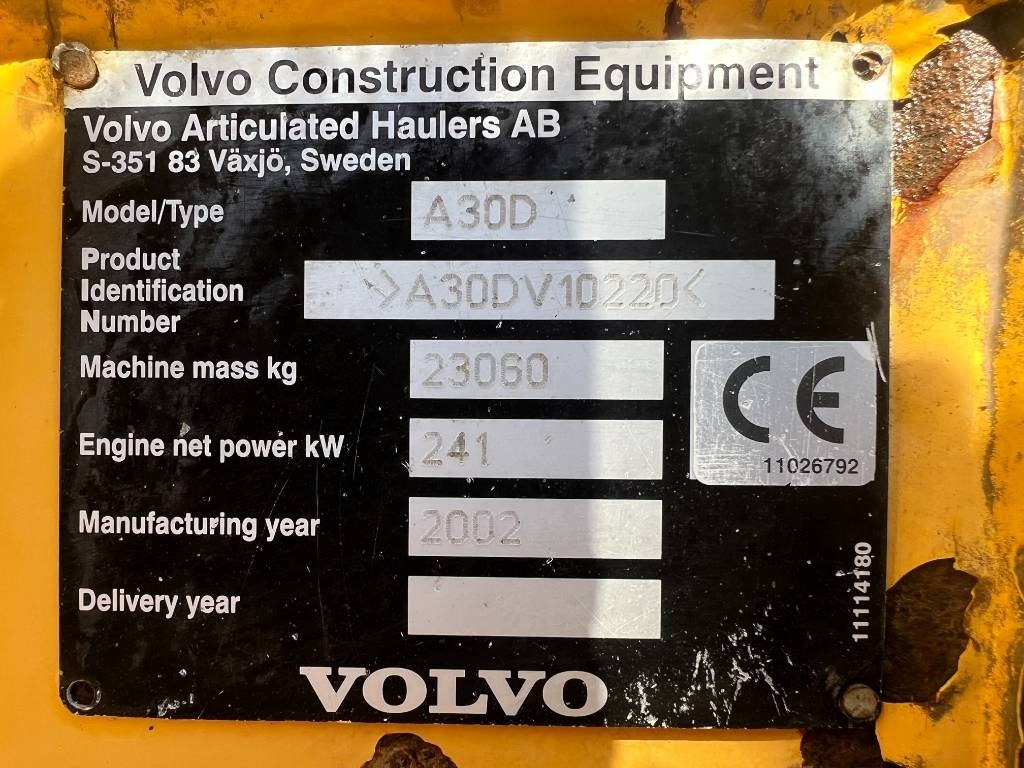 Volvo Construction Equipment
Volvo Articulated Haulers AB
S-351 83 Växjö, Sweden
Model/Type A30D
Product
Identification
Number
>A30DV10220<
Machine mass kg 23060
Engine net power kW 241
CE
11026792
Manufacturing year 2002
Delivery year
11114180
VOLVO